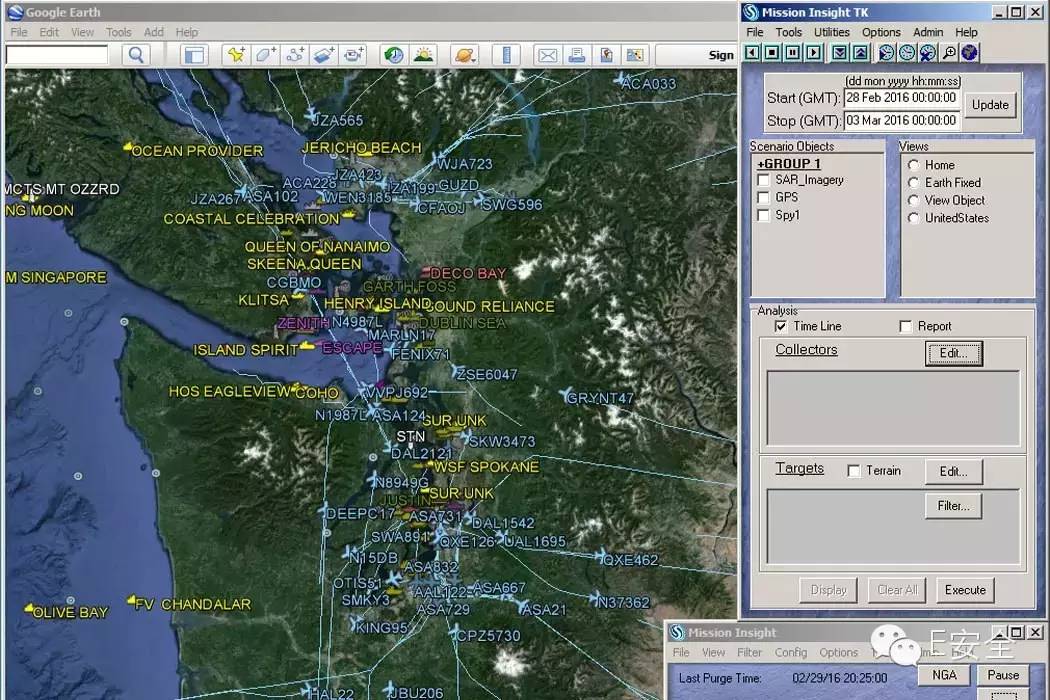 Google Earth
File Edit View Tools Add Help
Sign
ACA033
JZA565
OCEAN PROVIDER
JERICHO BEACH
WJA723
JZA423
ACA228
JZA199
GUZD
MCTS MT OZZRD
JZA267
ASA102
WEN3185
CFAOJ
SWG596
NG MOON
COASTAL CELEBRATION
QUEEN OF NANAIMO
SKEENA QUEEN
DECO BAY
M SINGAPORE
CGBMO
GARTH FOSS
KLITSA
HENRY ISLAND
SOUND RELIANCE
ZENITH
N4987L
DUBLIN SEA
MARLN17
ISLAND SPIRIT
ESCAPE
FENIX71
ZSE6047
HOS EAGLEVIEW
COHO
VVPJ692
GRYNT47
N1987L
ASA124
SUR UNK
STN
SKW3473
DAL2121
WSF SPOKANE
N8949G
SUR UNK
JUSTIN
DEEPC17
ASA731
DAL1542
SWA891
QXE126
UAL1695
N15DB
QXE462
ASA832
OTIS51
AAL122
ASA667
SMKY3
ASA729
ASA21
N37362
OLIVE BAY
FV CHANDALAR
KING95
CPZ5730
HAL22
JBU206
Mission Insight TK
File Tools Utilities Options Admin Help
(dd mon yyyy hh:mm:ss)
Start (GMT): 28 Feb 2016 00:00:00
Update
Stop (GMT): 03 Mar 2016 00:00:00
Scenario Objects
+GROUP 1
SAR_Imagery
GPS
Spy1
Views
Home
Earth Fixed
View Object
UnitedStates
Analysis
Time Line
Report
Collectors
Edit...
Targets
Terrain
Edit...
Filter...
Display
Clear All
Execute
Mission Insight
File View Filter Config Options
Last Purge Time: 02/29/16 20:25:00
NGA
Pause
E安全